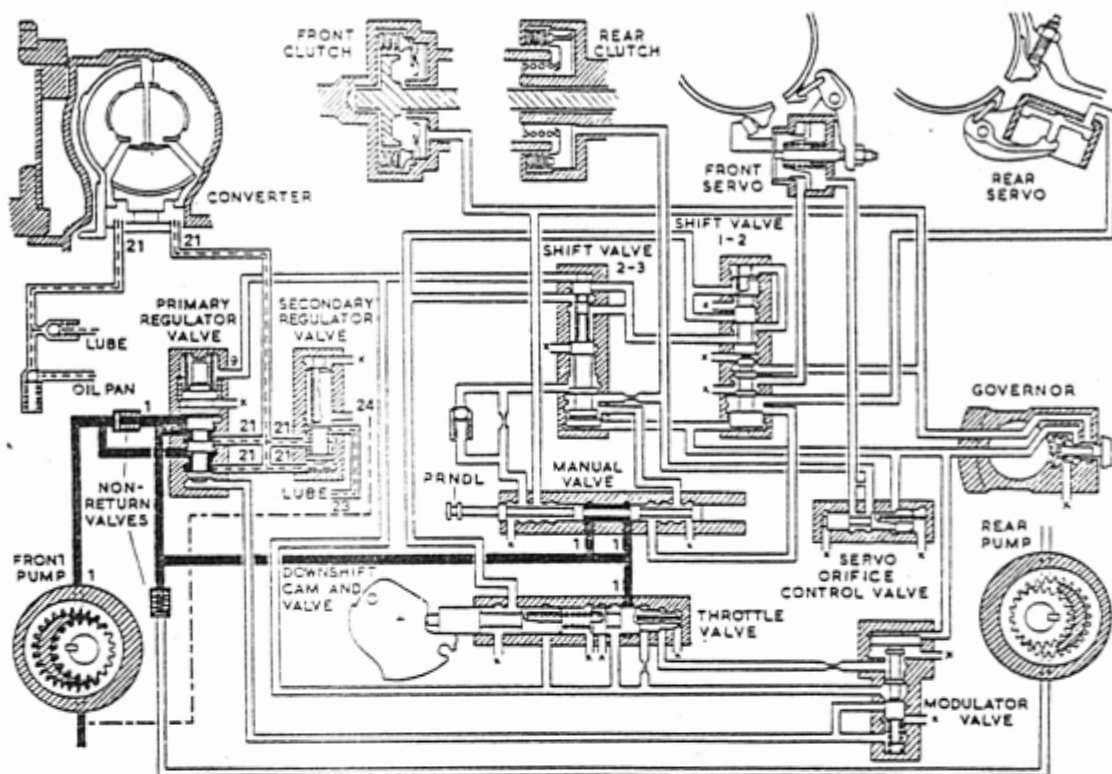 FRONT
CLUTCH
REAR
CLUTCH
CONVERTER
FRONT
SERVO
REAR
SERVO
21
21
SHIFT VALVE
1-2
SHIFT VALVE
2-3
PRIMARY
REGULATOR
VALVE
SECONDARY
REGULATOR
VALVE
LUBE
9
x
x
x
x
x
OIL PAN
x
x
GOVERNOR
1
1
21
21
24
21
21
NON-
RETURN
VALVES
LUBE
23
PRNDL
MANUAL
VALVE
x
x
x
x
x
1
1
SERVO
ORIFICE
CONTROL VALVE
REAR
PUMP
FRONT
PUMP
1
DOWNSHIFT
CAM AND
VALVE
1
THROTTLE
VALVE
x
x
x
x
x
MODULATOR
VALVE
x